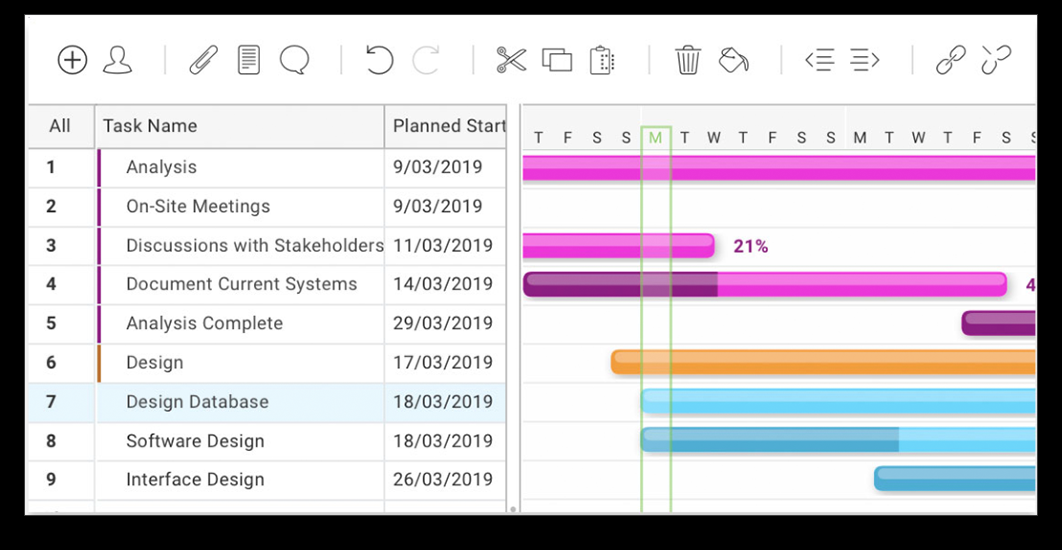 All Task Name Planned Start T F S S M T W T F S S M T W T F S S
1 Analysis 9/03/2019
2 On-Site Meetings 9/03/2019
3 Discussions with Stakeholders 11/03/2019 21%
4 Document Current Systems 14/03/2019 4
5 Analysis Complete 29/03/2019
6 Design 17/03/2019
7 Design Database 18/03/2019
8 Software Design 18/03/2019
9 Interface Design 26/03/2019